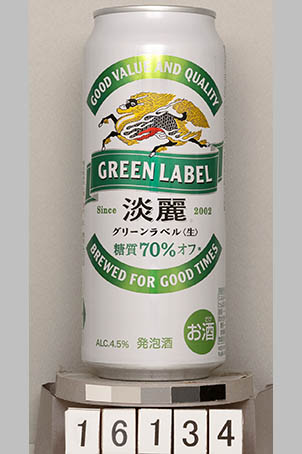 GOOD VALUE AND QUALITY
GREEN LABEL
Since 2002
淡麗
グリーンラベル〈生〉
糖質70%オフ
BREWED FOR GOOD TIMES
お酒
ALC.4.5% 発泡酒
16134